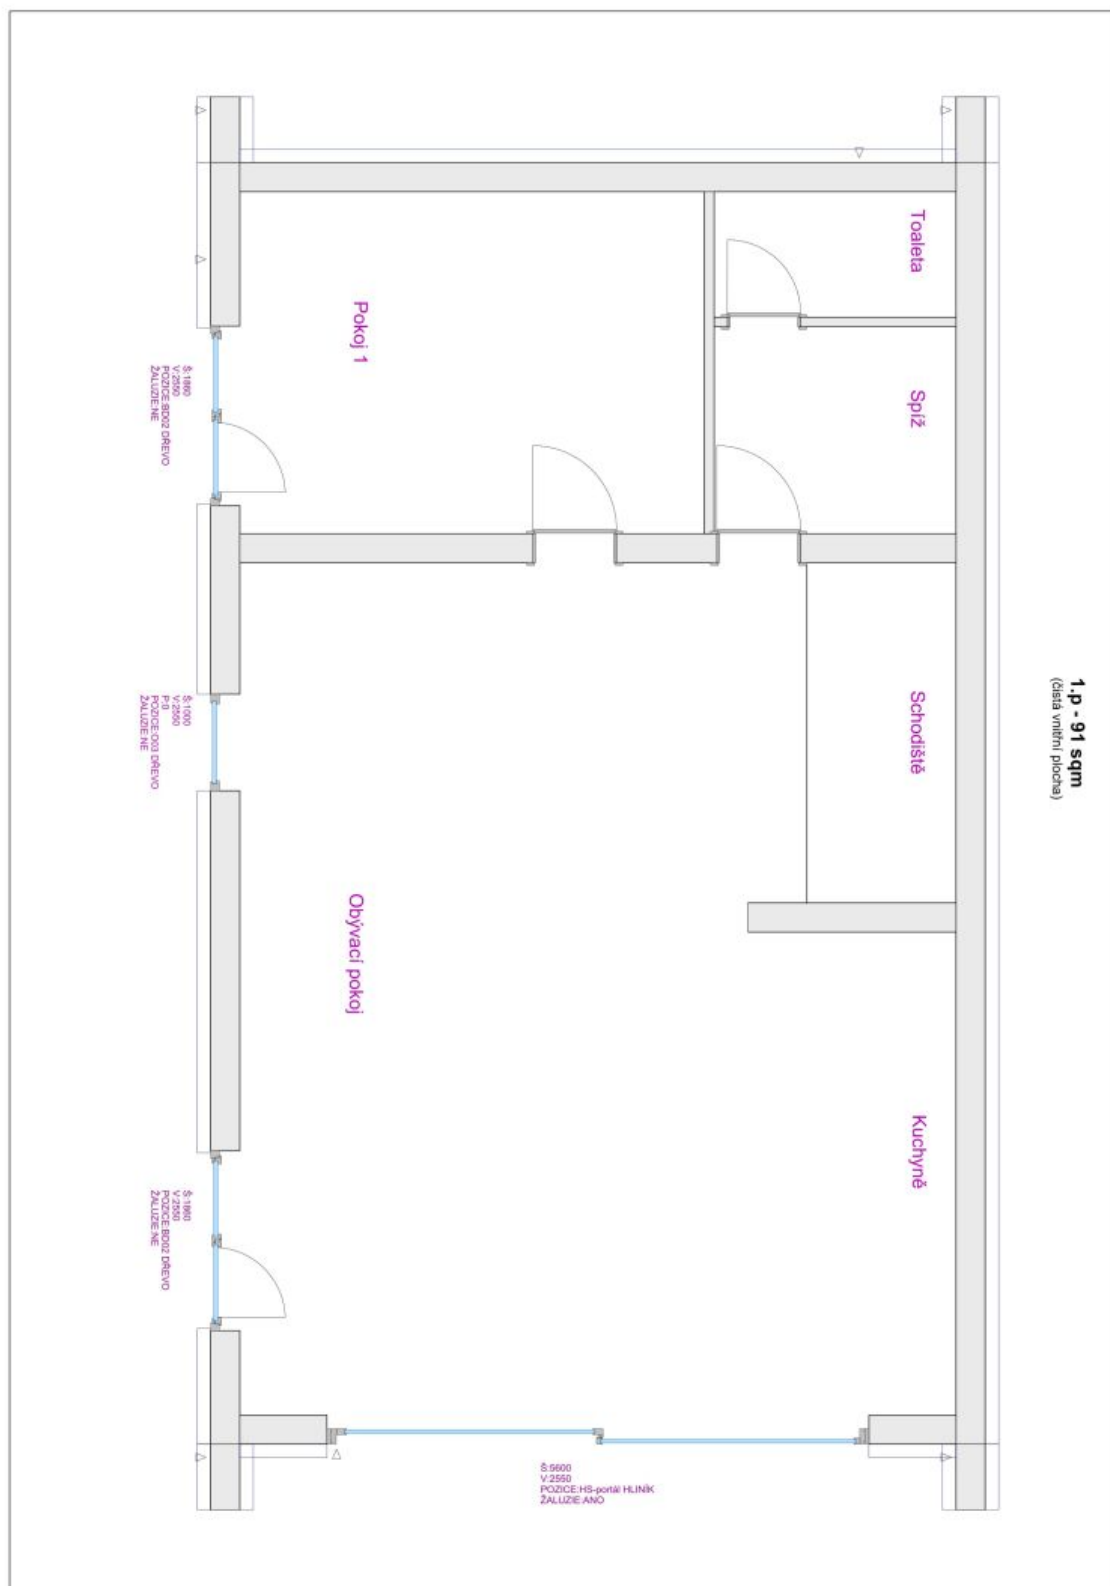 1.p - 91 sqm
(čistá vnitřní plocha)
Toaleta
Spíž
Schodiště
Kuchyně
Pokoj 1
Obývací pokoj
Š:1860
V:2550
POZICE:BD02 DŘEVO
ŽALUZIE:NE
Š:1000
V:2550
P:0
POZICE:O03 DŘEVO
ŽALUZIE:NE
Š:1860
V:2550
POZICE:BD02 DŘEVO
ŽALUZIE:NE
Š:5600
V:2550
POZICE:HS-portál HLINÍK
ŽALUZIE:ANO